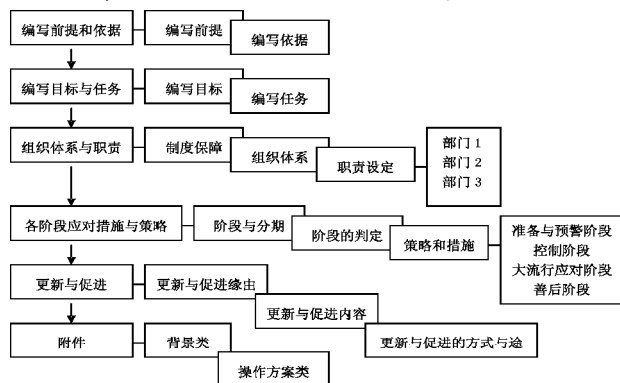 编写前提和依据
编写前提
编写依据
编写目标与任务
编写目标
编写任务
组织体系与职责
制度保障
组织体系
职责设定
部门 1
部门 2
部门 3
各阶段应对措施与策略
阶段与分期
阶段的判定
策略和措施
准备与预警阶段
控制阶段
大流行应对阶段
善后阶段
更新与促进
更新与促进缘由
更新与促进内容
更新与促进的方式与途
附件
背景类
操作方案类